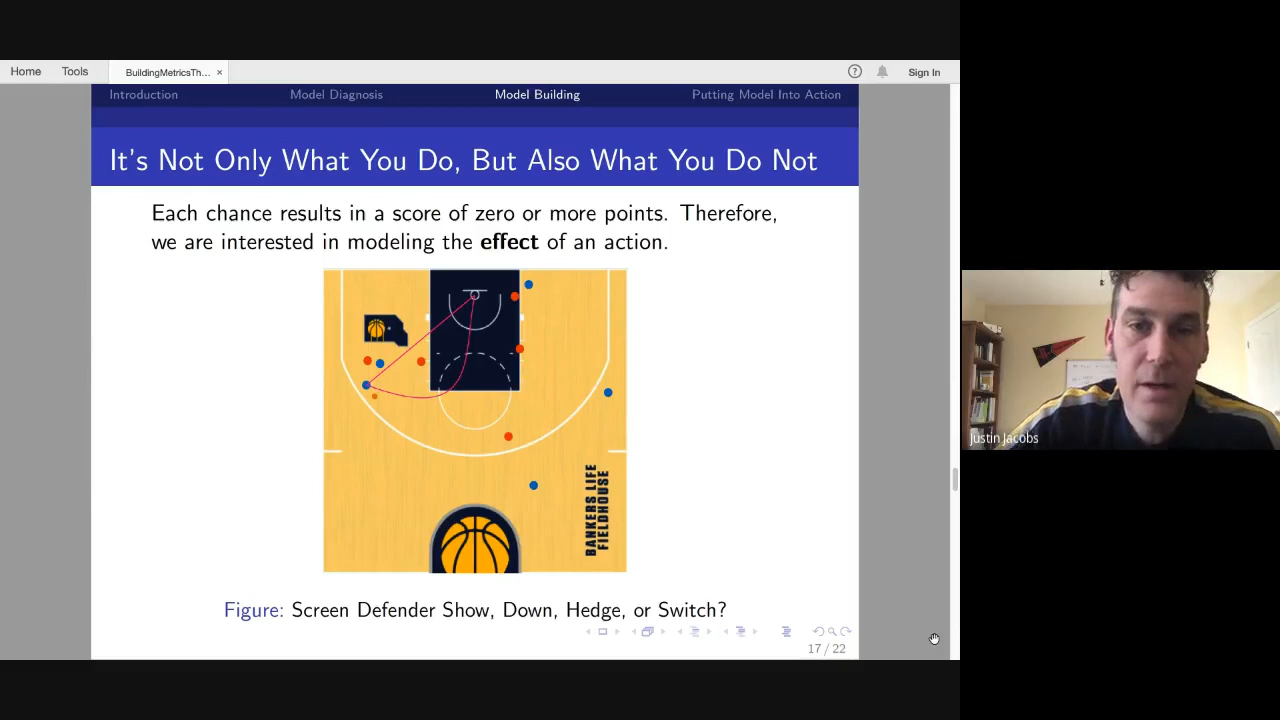 Home Tools BuildingMetricsTh... × ? Sign In
Introduction Model Diagnosis Model Building Putting Model Into Action
It's Not Only What You Do, But Also What You Do Not
Each chance results in a score of zero or more points. Therefore,
we are interested in modeling the effect of an action.
BANKERS LIFE
FIELDHOUSE
Figure: Screen Defender Show, Down, Hedge, or Switch?
17 / 22
Justin Jacobs